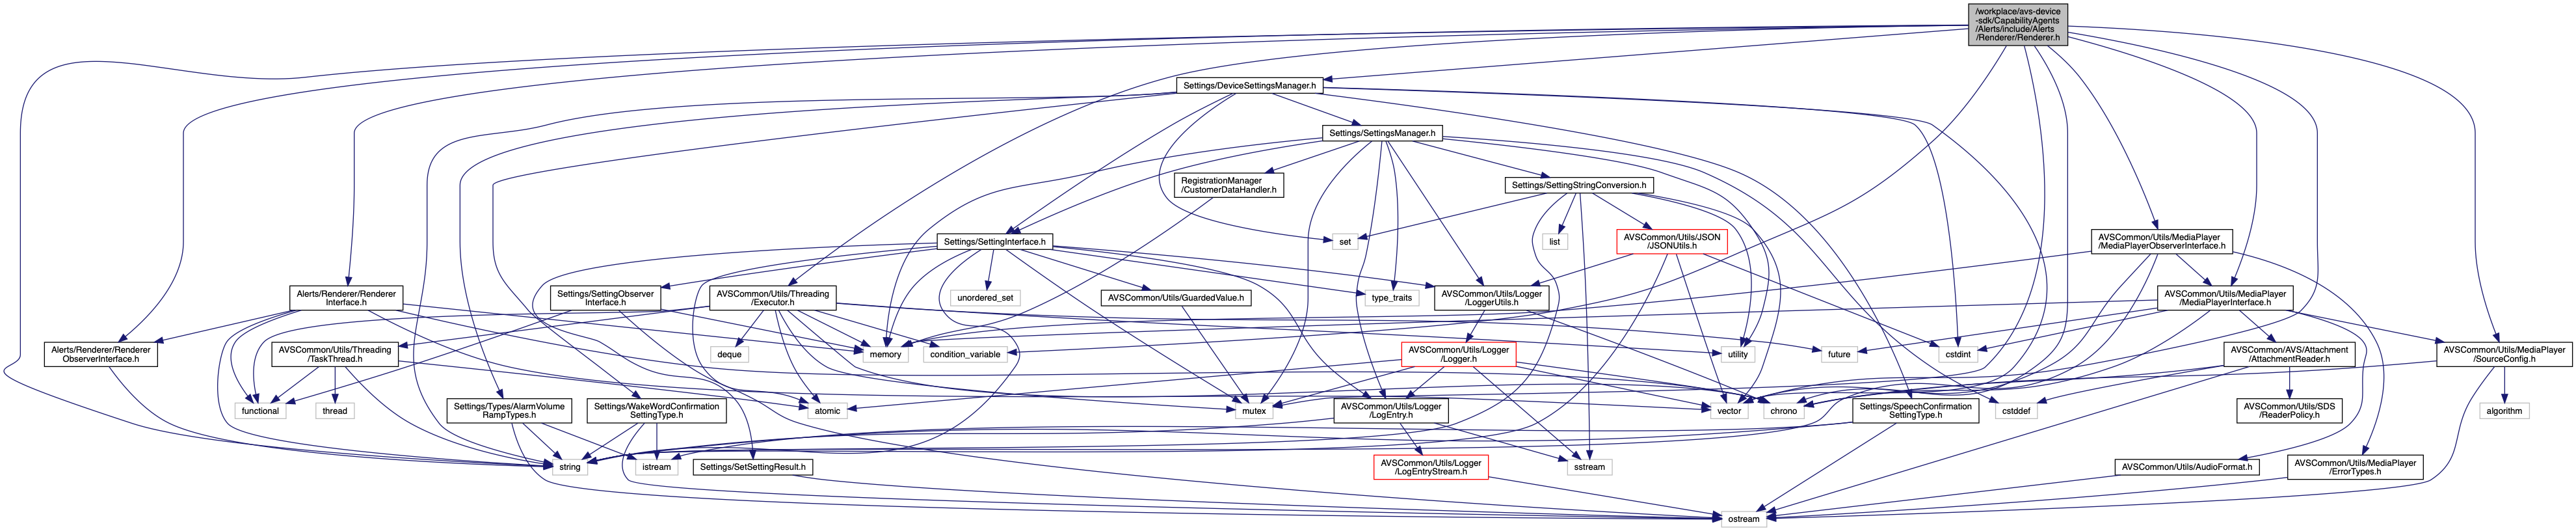 /workplace/avs-device
-sdk/CapabilityAgents
/Alerts/include/Alerts
/Renderer/Renderer.h
Settings/DeviceSettingsManager.h
Settings/SettingsManager.h
RegistrationManager
/CustomerDataHandler.h
Settings/SettingStringConversion.h
Settings/SettingInterface.h
set
list
AVSCommon/Utils/JSON
/JSONUtils.h
AVSCommon/Utils/MediaPlayer
/MediaPlayerObserverInterface.h
Alerts/Renderer/Renderer
Interface.h
Settings/SettingObserver
Interface.h
AVSCommon/Utils/Threading
/Executor.h
unordered_set
AVSCommon/Utils/GuardedValue.h
type_traits
AVSCommon/Utils/Logger
/LoggerUtils.h
AVSCommon/Utils/MediaPlayer
/MediaPlayerInterface.h
Alerts/Renderer/Renderer
ObserverInterface.h
AVSCommon/Utils/Threading
/TaskThread.h
deque
memory
condition_variable
AVSCommon/Utils/Logger
/Logger.h
utility
future
cstdint
AVSCommon/AVS/Attachment
/AttachmentReader.h
AVSCommon/Utils/MediaPlayer
/SourceConfig.h
functional
thread
Settings/Types/AlarmVolume
RampTypes.h
Settings/WakeWordConfirmation
SettingType.h
atomic
mutex
AVSCommon/Utils/Logger
/LogEntry.h
vector
chrono
Settings/SpeechConfirmation
SettingType.h
cstddef
AVSCommon/Utils/SDS
/ReaderPolicy.h
algorithm
string
istream
Settings/SetSettingResult.h
AVSCommon/Utils/Logger
/LogEntryStream.h
sstream
AVSCommon/Utils/AudioFormat.h
AVSCommon/Utils/MediaPlayer
/ErrorTypes.h
ostream